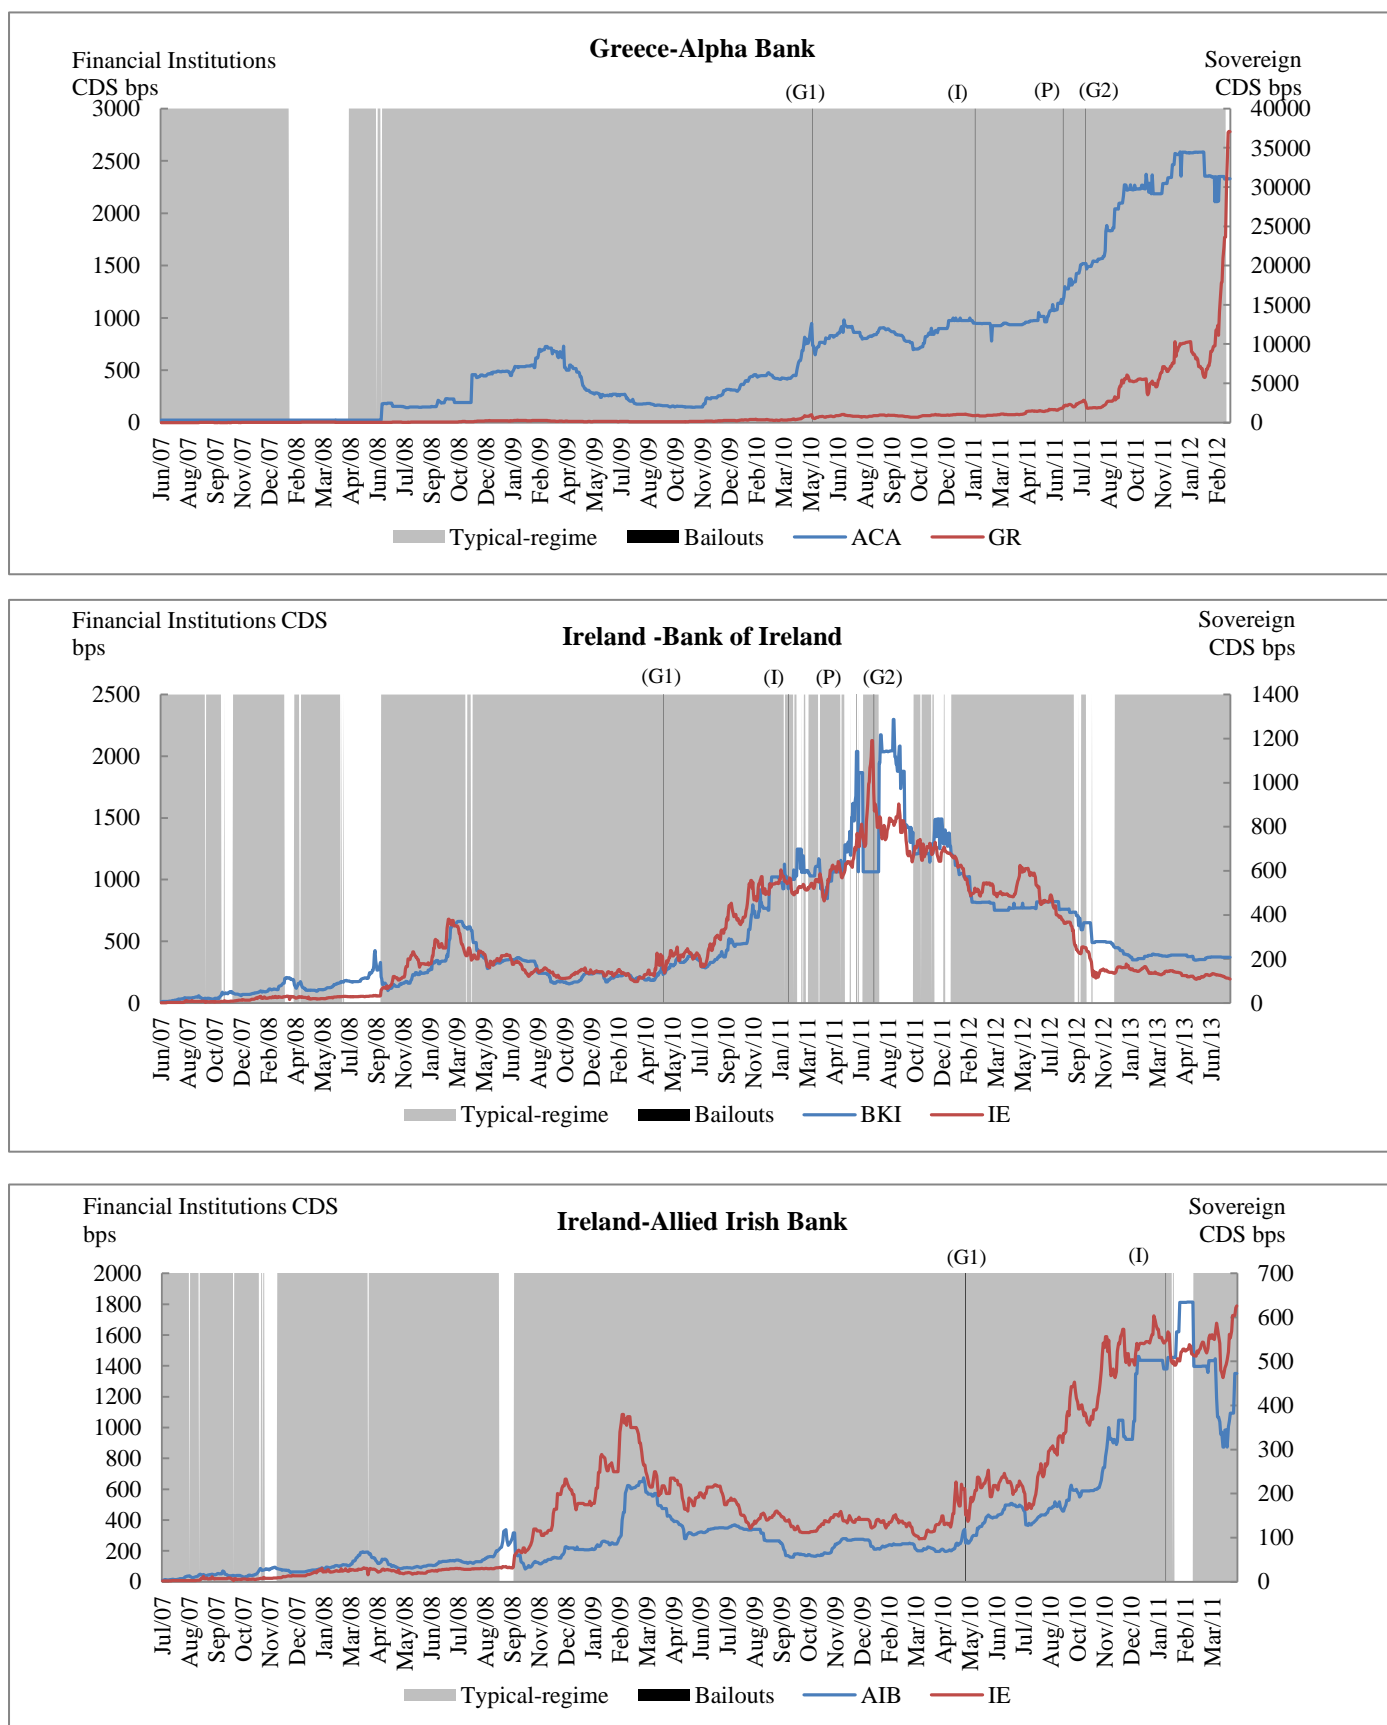 Greece-Alpha Bank
Financial Institutions
CDS bps
Sovereign
CDS bps
(G1) (I) (P) (G2)
3000 40000
2500 35000
2000 30000
1500 25000
1000 20000
500 15000
0 10000
5000
0
Jun/07 Aug/07 Sep/07 Nov/07 Dec/07 Feb/08 Mar/08 Apr/08 Jun/08 Jul/08 Sep/08 Oct/08 Dec/08 Jan/09 Feb/09 Apr/09 May/09 Jul/09 Aug/09 Oct/09 Nov/09 Dec/09 Feb/10 Mar/10 May/10 Jun/10 Aug/10 Sep/10 Oct/10 Dec/10 Jan/11 Mar/11 Apr/11 Jun/11 Jul/11 Aug/11 Oct/11 Nov/11 Jan/12 Feb/12
Typical-regime Bailouts ACA GR
Financial Institutions CDS
bps
Ireland -Bank of Ireland
Sovereign
CDS bps
(G1) (I) (P) (G2)
2500 1400
2000 1200
1500 1000
1000 800
500 600
0 400
200
0
Jun/07 Aug/07 Oct/07 Dec/07 Feb/08 Apr/08 May/08 Jul/08 Sep/08 Nov/08 Jan/09 Mar/09 May/09 Jun/09 Aug/09 Oct/09 Dec/09 Feb/10 Apr/10 May/10 Jul/10 Sep/10 Nov/10 Jan/11 Mar/11 Apr/11 Jun/11 Aug/11 Oct/11 Dec/11 Feb/12 Mar/12 May/12 Jul/12 Sep/12 Nov/12 Jan/13 Mar/13 Apr/13 Jun/13
Typical-regime Bailouts BKI IE
Financial Institutions CDS
bps
Ireland-Allied Irish Bank
Sovereign
CDS bps
(G1) (I)
2000 700
1800 600
1600 500
1400 400
1200 300
1000 200
800 100
600 0
400
200
0
Jul/07 Aug/07 Sep/07 Oct/07 Nov/07 Dec/07 Jan/08 Mar/08 Apr/08 May/08 Jun/08 Jul/08 Aug/08 Sep/08 Nov/08 Dec/08 Jan/09 Feb/09 Mar/09 Apr/09 Jun/09 Jul/09 Aug/09 Sep/09 Oct/09 Nov/09 Dec/09 Feb/10 Mar/10 Apr/10 May/10 Jun/10 Jul/10 Aug/10 Oct/10 Nov/10 Dec/10 Jan/11 Feb/11 Mar/11
Typical-regime Bailouts AIB IE